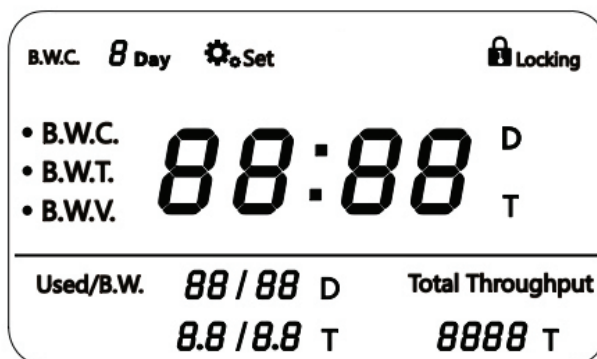 B.W.C. 8 Day Set Locking
• B.W.C.
• B.W.T.
• B.W.V.
88:88 D
T
Used/B.W. 88/88 D Total Throughput
8.8/8.8 T 8888 T